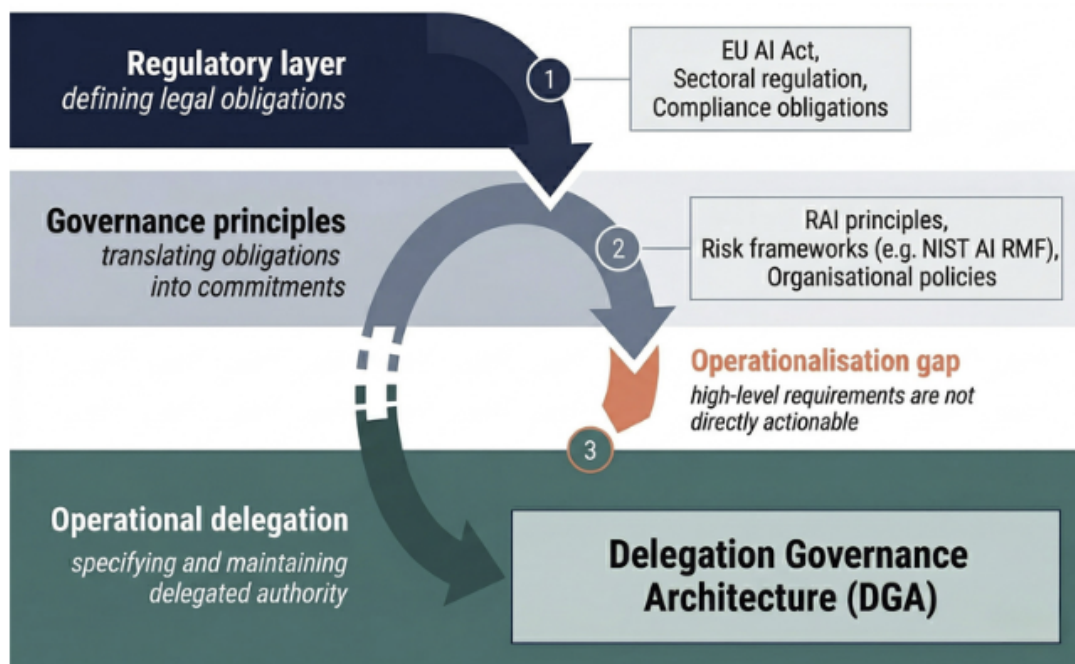 Regulatory layer
defining legal obligations
1
EU AI Act,
Sectoral regulation,
Compliance obligations
Governance principles
translating obligations
into commitments
2
RAI principles,
Risk frameworks (e.g. NIST AI RMF),
Organisational policies
Operationalisation gap
high-level requirements are not
directly actionable
3
Operational delegation
specifying and maintaining
delegated authority
Delegation Governance
Architecture (DGA)